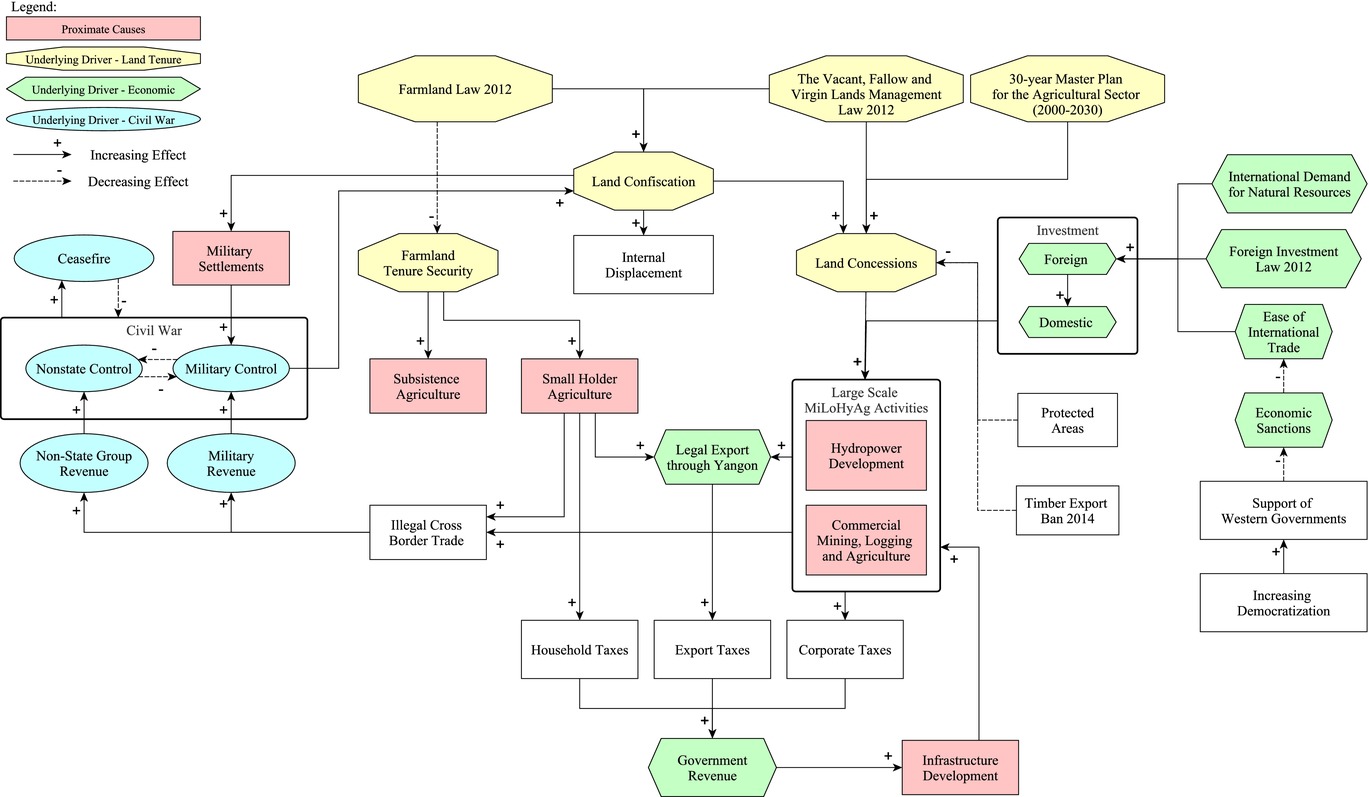 Legend:
Proximate Causes
Underlying Driver - Land Tenure
Underlying Driver - Economic
Underlying Driver - Civil War
+
Increasing Effect
-
Decreasing Effect
Farmland Law 2012
The Vacant, Fallow and
Virgin Lands Management
Law 2012
30-year Master Plan
for the Agricultural Sector
(2000-2030)
+
Land Confiscation
+
+
-
+
+
+
International Demand
for Natural Resources
Military
Settlements
Ceasefire
+
-
Farmland
Tenure Security
Internal
Displacement
Land Concessions
-
Investment
Foreign
+
Domestic
+
Foreign Investment
Law 2012
Ease of
International
Trade
-
Civil War
+
Nonstate Control
-
-
Military Control
+
+
Subsistence
Agriculture
+
Small Holder
Agriculture
+
Large Scale
MiLoHyAg Activities
Hydropower
Development
Commercial
Mining, Logging
and Agriculture
Protected
Areas
Timber Export
Ban 2014
Economic
Sanctions
-
Support of
Western Governments
+
Increasing
Democratization
Non-State Group
Revenue
Military
Revenue
+
+
Legal Export
through Yangon
+
+
Illegal Cross
Border Trade
+
+
+
+
+
+
+
Household Taxes
Export Taxes
Corporate Taxes
+
Government
Revenue
+
Infrastructure
Development